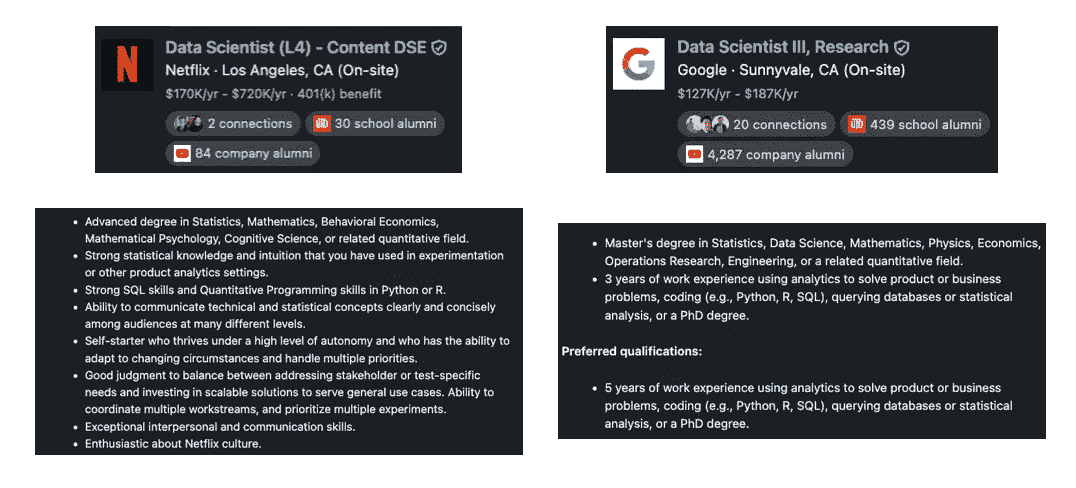 Data Scientist (L4) - Content DSE
Netflix · Los Angeles, CA (On-site)
$170K/yr - $720K/yr · 401(k) benefit
2 connections
30 school alumni
84 company alumni
Advanced degree in Statistics, Mathematics, Behavioral Economics,
Mathematical Psychology, Cognitive Science, or related quantitative field.
Strong statistical knowledge and intuition that you have used in experimentation
or other product analytics settings.
Strong SQL skills and Quantitative Programming skills in Python or R.
Ability to communicate technical and statistical concepts clearly and concisely
among audiences at many different levels.
Self-starter who thrives under a high level of autonomy and who has the ability to
adapt to changing circumstances and handle multiple priorities.
Good judgment to balance between addressing stakeholder or test-specific
needs and investing in scalable solutions to serve general use cases. Ability to
coordinate multiple workstreams, and prioritize multiple experiments.
Exceptional interpersonal and communication skills.
Enthusiastic about Netflix culture.
Data Scientist III, Research
Google · Sunnyvale, CA (On-site)
$127K/yr - $187K/yr
20 connections
439 school alumni
4,287 company alumni
Master's degree in Statistics, Data Science, Mathematics, Physics, Economics,
Operations Research, Engineering, or a related quantitative field.
3 years of work experience using analytics to solve product or business
problems, coding (e.g., Python, R, SQL), querying databases or statistical
analysis, or a PhD degree.
Preferred qualifications:
5 years of work experience using analytics to solve product or business
problems, coding (e.g., Python, R, SQL), querying databases or statistical
analysis, or a PhD degree.